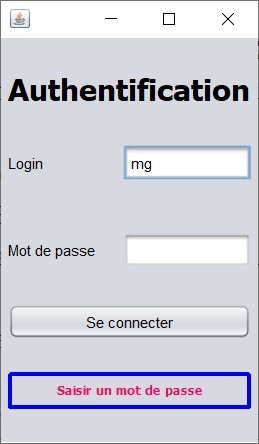 Authentification
Login mg
Mot de passe
Se connecter
Saisir un mot de passe